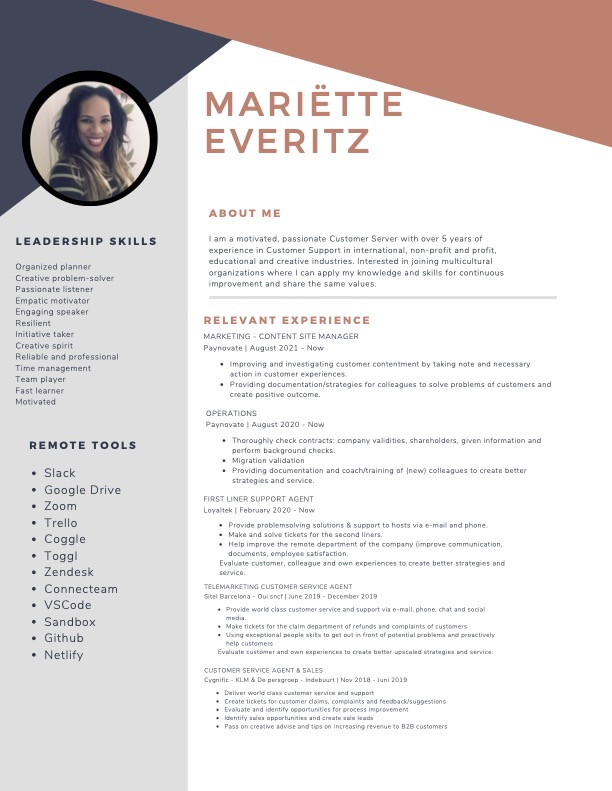 MARIËTTE
EVERITZ
ABOUT ME
I am a motivated, passionate Customer Server with over 5 years of
experience in Customer Support in international, non-profit and profit,
educational and creative industries. Interested in joining multicultural
organizations where I can apply my knowledge and skills for continuous
improvement and share the same values.
LEADERSHIP SKILLS
Organized planner
Creative problem-solver
Passionate listener
Empatic motivator
Engaging speaker
Resilient
Initiative taker
Creative spirit
Reliable and professional
Time management
Team player
Fast learner
Motivated
REMOTE TOOLS
• Slack
• Google Drive
• Zoom
• Trello
• Coggle
• Toggl
• Zendesk
• Connecteam
• VSCode
• Sandbox
• Github
• Netlify
RELEVANT EXPERIENCE
MARKETING - CONTENT SITE MANAGER
Paynovate | August 2021 - Now
• Improving and investigating customer contentment by taking note and necessary
action in customer experiences.
• Providing documentation/strategies for colleagues to solve problems of customers and
create positive outcome.
OPERATIONS
Paynovate | August 2020 - Now
• Thoroughly check contracts: company validities, shareholders, given information and
perform background checks.
• Migration validation
• Providing documentation and coach/training of (new) colleagues to create better
strategies and service.
FIRST LINER SUPPORT AGENT
Loyaltek | February 2020 - Now
• Provide problemsolving solutions & support to hosts via e-mail and phone.
• Make and solve tickets for the second liners.
• Help improve the remote department of the company (improve communication,
documents, employee satisfaction.
Evaluate customer, colleague and own experiences to create better strategies and
service.
TELEMARKETING CUSTOMER SERVICE AGENT
Sitel Barcelona - Oui.sncf | June 2019 - December 2019
• Provide world class customer service and support via e-mail, phone, chat and social
media.
• Make tickets for the claim department of refunds and complaints of customers
• Using exceptional people skills to get out in front of potential problems and proactively
help customers
Evaluate customer and own experiences to create better upscaled strategies and service.
CUSTOMER SERVICE AGENT & SALES
Cygnific - KLM & De persgroep - Indebuurt | Nov 2018 - Juni 2019
• Deliver world class customer service and support
• Create tickets for customer claims, complaints and feedback/suggestions
• Evaluate and identify opportunities for process improvement
• Identify sales opportunities and create sale leads
• Pass on creative advise and tips on increasing revenue to B2B customers